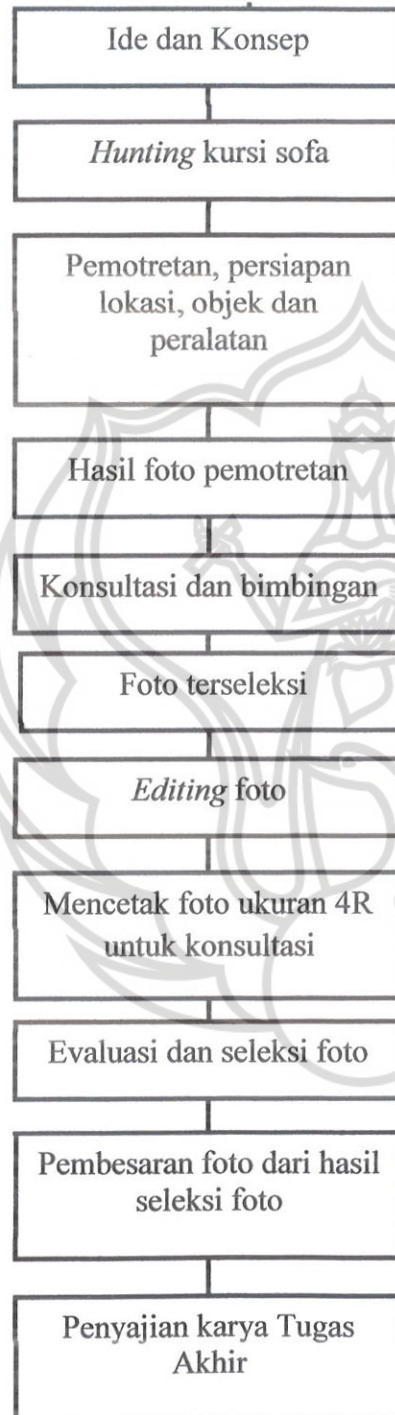 Ide dan Konsep
Hunting kursi sofa
Pemotretan, persiapan
lokasi, objek dan
peralatan
Hasil foto pemotretan
Konsultasi dan bimbingan
Foto terseleksi
Editing foto
Mencetak foto ukuran 4R
untuk konsultasi
Evaluasi dan seleksi foto
Pembesaran foto dari hasil
seleksi foto
Penyajian karya Tugas
Akhir